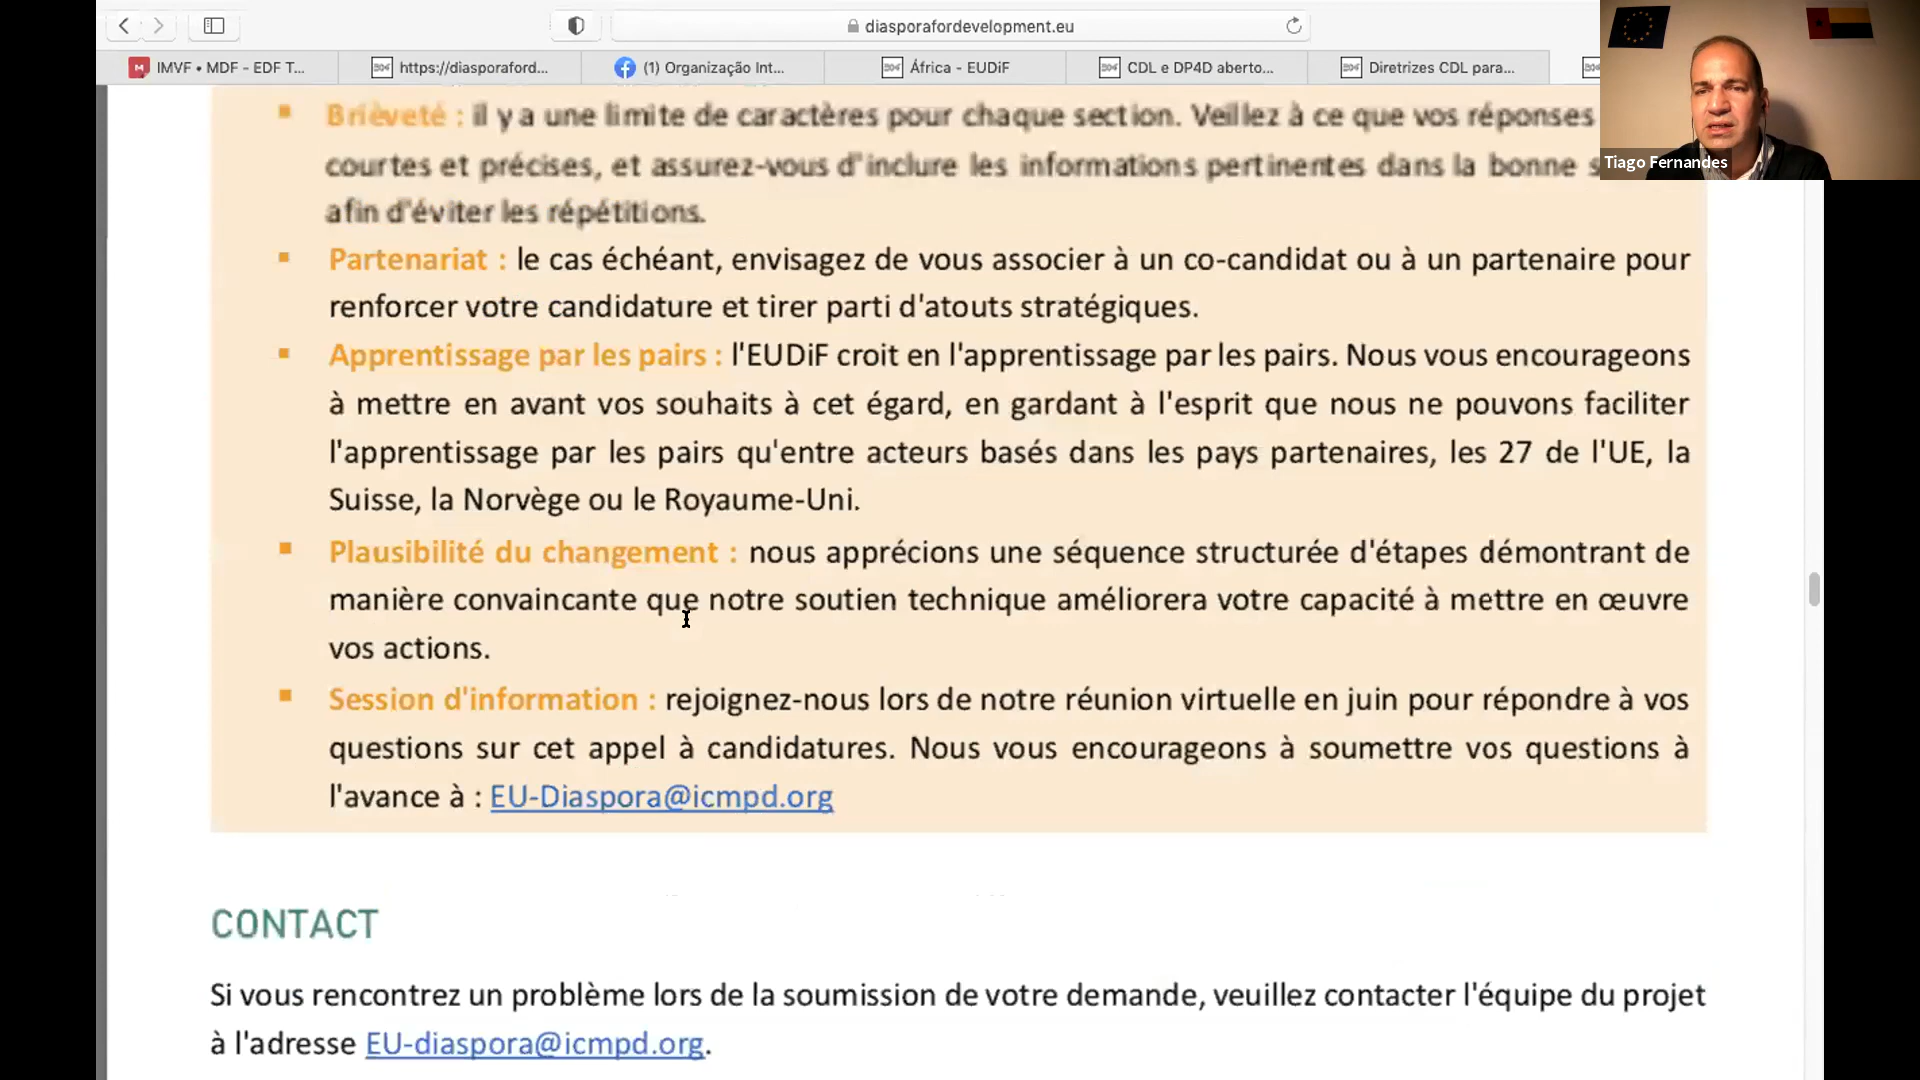 diasporafordevelopment.eu
IMVF • MDF - EDF T...
https://diasporaford...
(1) Organização Int...
África - EUDiF
CDL e DP4D aberto...
Diretrizes CDL para...
Tiago Fernandes
Brièveté : il y a une limite de caractères pour chaque section. Veillez à ce que vos réponses
courtes et précises, et assurez-vous d'inclure les informations pertinentes dans la bonne s
afin d'éviter les répétitions.
Partenariat : le cas échéant, envisagez de vous associer à un co-candidat ou à un partenaire pour
renforcer votre candidature et tirer parti d'atouts stratégiques.
Apprentissage par les pairs : l'EUDiF croit en l'apprentissage par les pairs. Nous vous encourageons
à mettre en avant vos souhaits à cet égard, en gardant à l'esprit que nous ne pouvons faciliter
l'apprentissage par les pairs qu'entre acteurs basés dans les pays partenaires, les 27 de l'UE, la
Suisse, la Norvège ou le Royaume-Uni.
Plausibilité du changement : nous apprécions une séquence structurée d'étapes démontrant de
manière convaincante que notre soutien technique améliorera votre capacité à mettre en œuvre
vos actions.
Session d'information : rejoignez-nous lors de notre réunion virtuelle en juin pour répondre à vos
questions sur cet appel à candidatures. Nous vous encourageons à soumettre vos questions à
l'avance à : EU-Diaspora@icmpd.org
CONTACT
Si vous rencontrez un problème lors de la soumission de votre demande, veuillez contacter l'équipe du projet
à l'adresse EU-diaspora@icmpd.org.